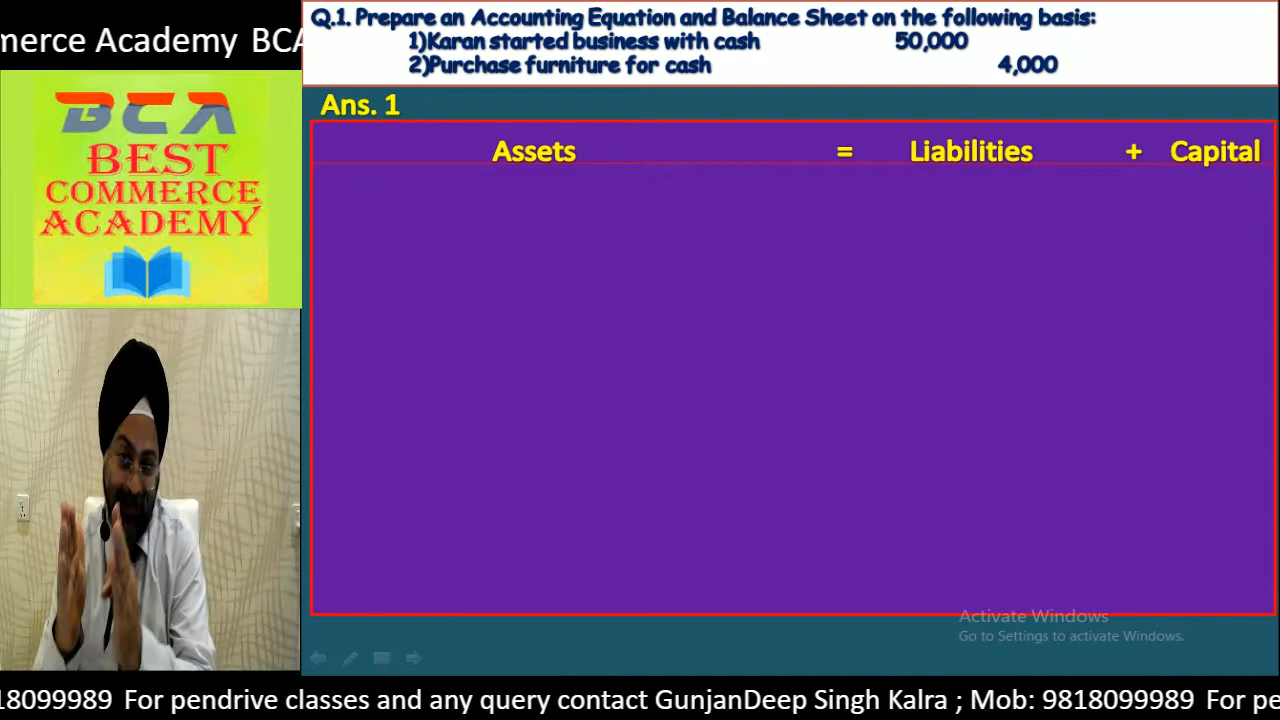 merce Academy BCA
Q.1. Prepare an Accounting Equation and Balance Sheet on the following basis:
1)Karan started business with cash 50,000
2)Purchase furniture for cash 4,000
BCA
BEST
COMMERCE
ACADEMY
Ans. 1
Assets = Liabilities + Capital
Activate Windows
Go to Settings to activate Windows.
18099989 For pendrive classes and any query contact GunjanDeep Singh Kalra ; Mob: 9818099989 For pe